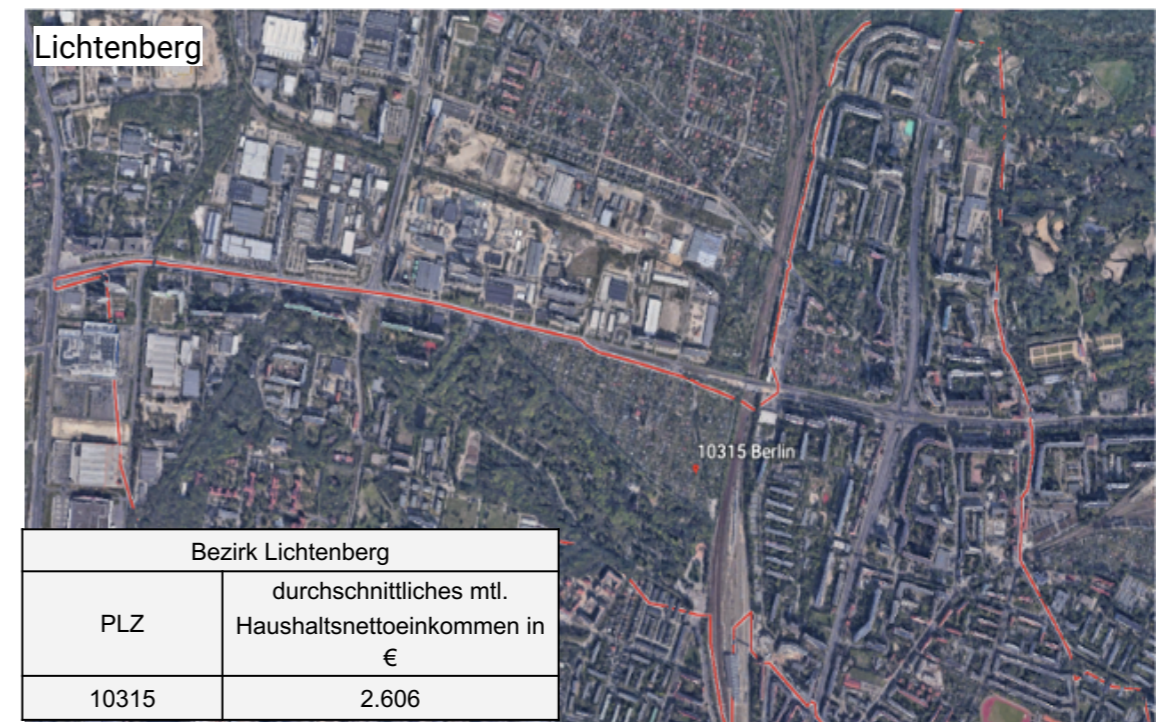 Lichtenberg
10315 Berlin
Bezirk Lichtenberg
PLZ
durchschnittliches mtl.
Haushaltsnettoeinkommen in
€
10315
2.606